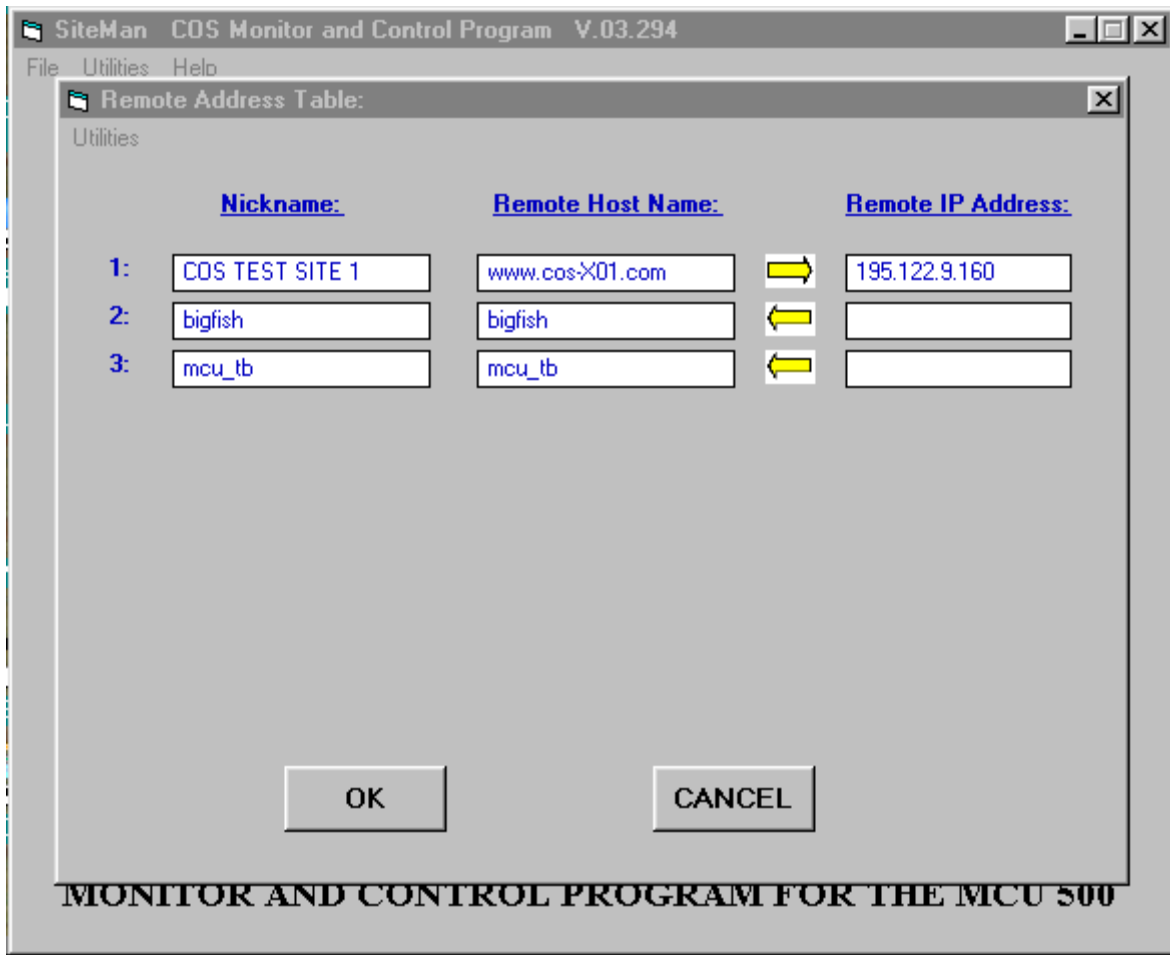 SiteMan COS Monitor and Control Program V.03.294
File Utilities Help
Remote Address Table:
Utilities
Nickname: Remote Host Name: Remote IP Address:
1: COS TEST SITE 1 www.cos-X01.com 195.122.9.160
2: bigfish bigfish
3: mcu_tb mcu_tb
OK CANCEL
MONITOR AND CONTROL PROGRAM FOR THE MCU 500